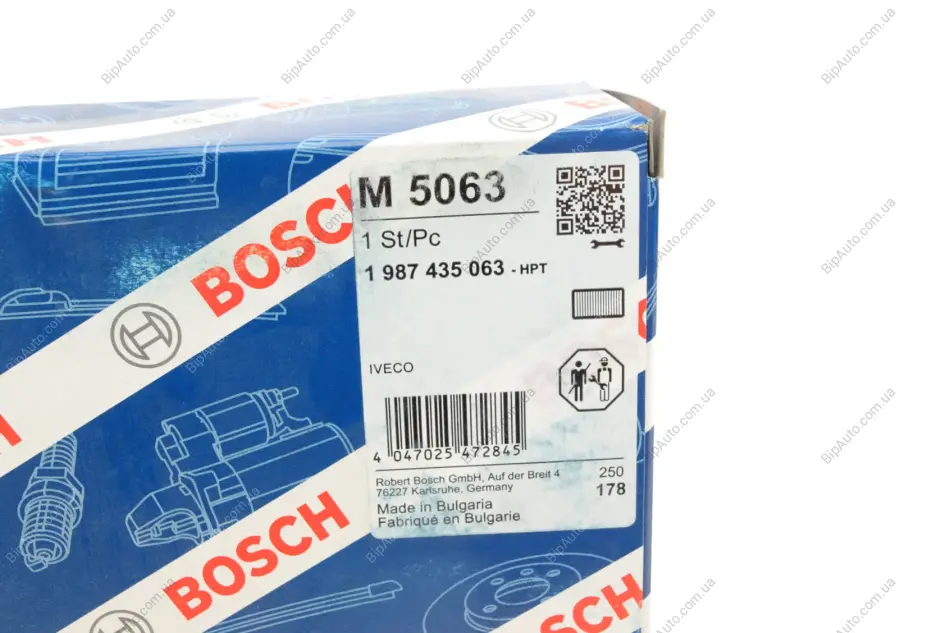 BOSCH
M 5063
1 St/Pc
1 987 435 063 - HPT
IVECO
4 047025 472845
Robert Bosch GmbH, Auf der Breit 4
76227 Karlsruhe, Germany
250
178
Made in Bulgaria
Fabriqué en Bulgarie
BOSCH
BOSCH
BipAuto.com.ua